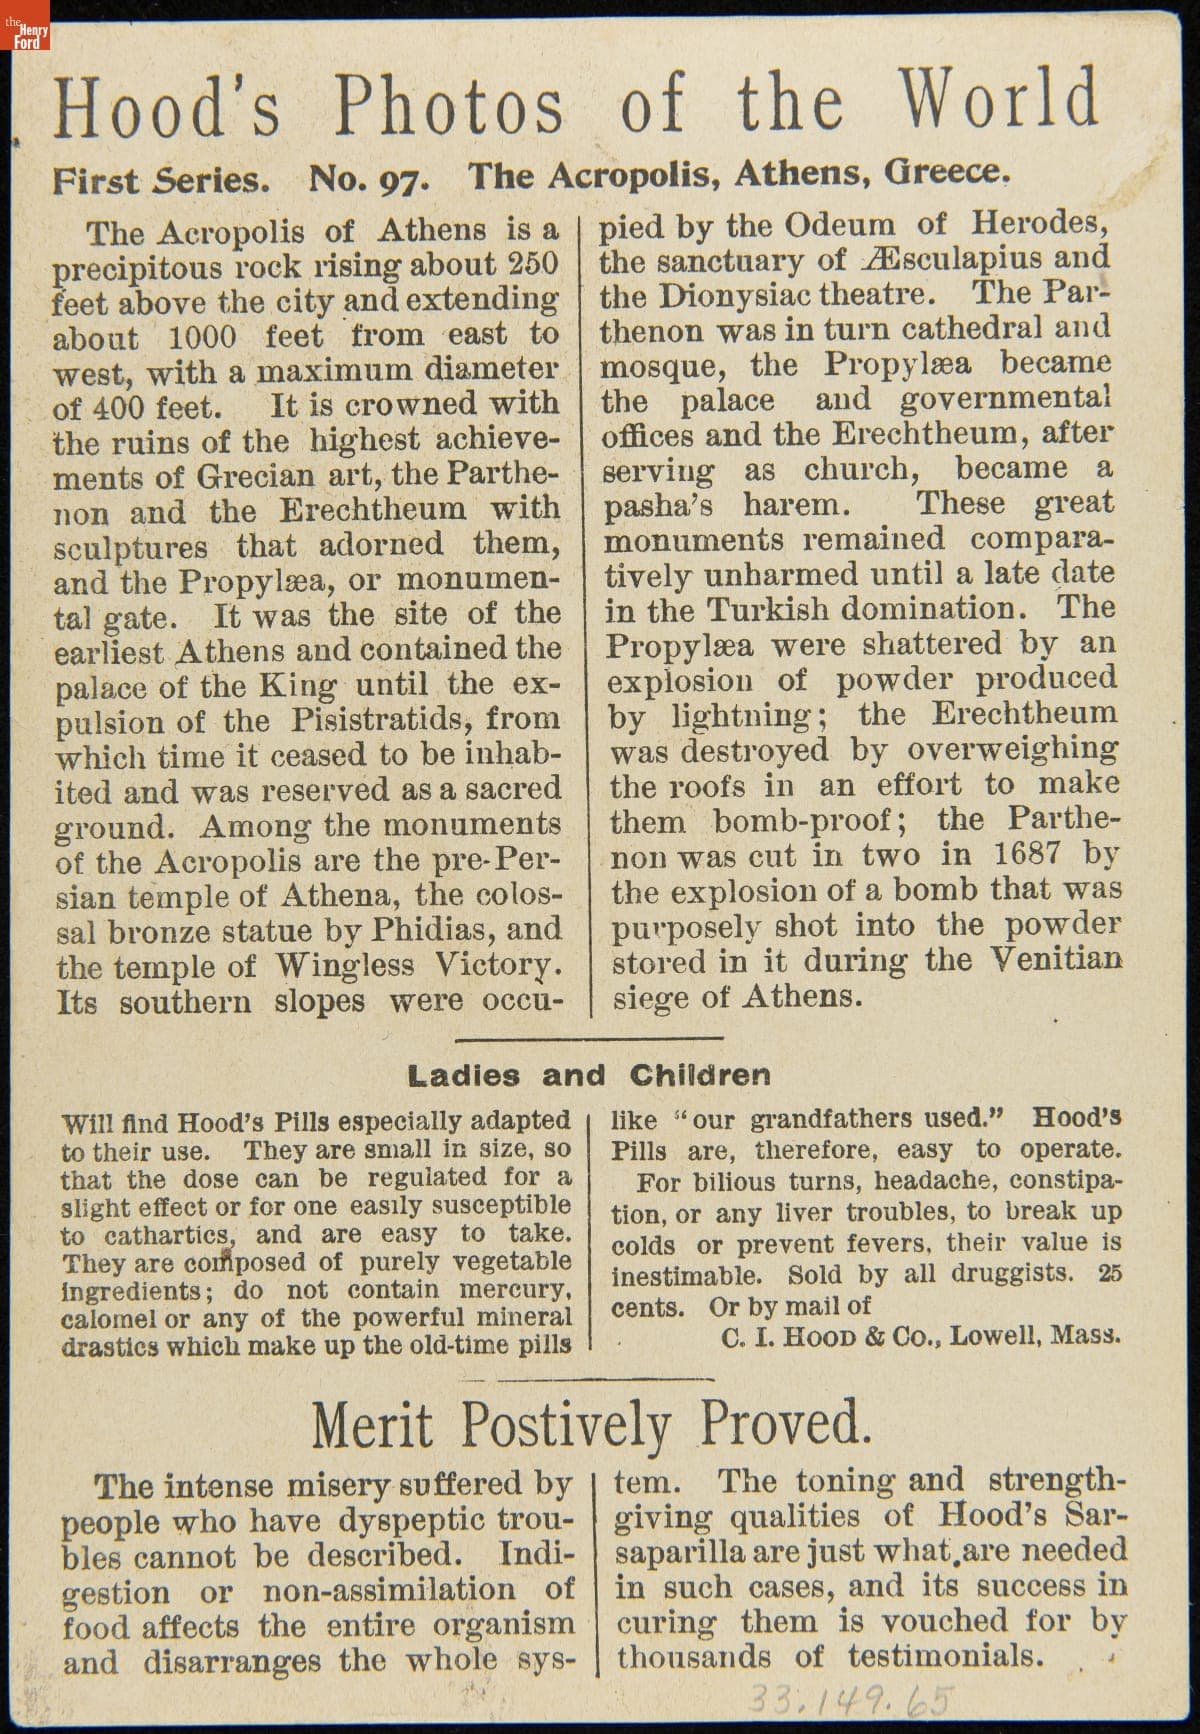 the
Henry
Ford
Hood's Photos of the World
First Series. No. 97. The Acropolis, Athens, Greece.
The Acropolis of Athens is a
precipitous rock rising about 250
feet above the city and extending
about 1000 feet from east to
west, with a maximum diameter
of 400 feet. It is crowned with
the ruins of the highest achieve-
ments of Grecian art, the Parthe-
non and the Erechtheum with
sculptures that adorned them,
and the Propylæa, or monumen-
tal gate. It was the site of the
earliest Athens and contained the
palace of the King until the ex-
pulsion of the Pisistratids, from
which time it ceased to be inhab-
ited and was reserved as a sacred
ground. Among the monuments
of the Acropolis are the pre-Per-
sian temple of Athena, the colos-
sal bronze statue by Phidias, and
the temple of Wingless Victory.
Its southern slopes were occu-
pied by the Odeum of Herodes,
the sanctuary of Æsculapius and
the Dionysiac theatre. The Par-
thenon was in turn cathedral and
mosque, the Propylæa became
the palace and governmental
offices and the Erechtheum, after
serving as church, became a
pasha's harem. These great
monuments remained compara-
tively unharmed until a late date
in the Turkish domination. The
Propylæa were shattered by an
explosion of powder produced
by lightning; the Erechtheum
was destroyed by overweighing
the roofs in an effort to make
them bomb-proof; the Parthe-
non was cut in two in 1687 by
the explosion of a bomb that was
purposely shot into the powder
stored in it during the Venitian
siege of Athens.
Ladies and Children
Will find Hood's Pills especially adapted
to their use. They are small in size, so
that the dose can be regulated for a
slight effect or for one easily susceptible
to cathartics, and are easy to take.
They are composed of purely vegetable
ingredients; do not contain mercury,
calomel or any of the powerful mineral
drastics which make up the old-time pills
like "our grandfathers used." Hood's
Pills are, therefore, easy to operate.
For bilious turns, headache, constipa-
tion, or any liver troubles, to break up
colds or prevent fevers, their value is
inestimable. Sold by all druggists. 25
cents. Or by mail of
C. I. HOOD & Co., Lowell, Mass.
Merit Postively Proved.
The intense misery suffered by
people who have dyspeptic trou-
bles cannot be described. Indi-
gestion or non-assimilation of
food affects the entire organism
and disarranges the whole sys-
tem. The toning and strength-
giving qualities of Hood's Sar-
saparilla are just what are needed
in such cases, and its success in
curing them is vouched for by
thousands of testimonials.
33.149.65